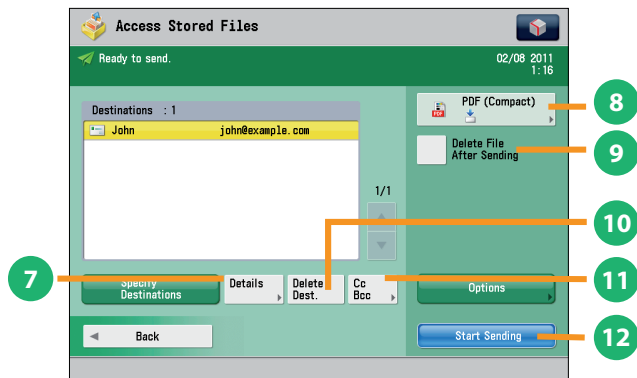 Access Stored Files
Ready to send.
02/08 2011
1:16
Destinations : 1
John john@example.com
1/1
PDF (Compact)
PDF
Delete File
After Sending
8
9
10
7
11
12
Specify
Destinations
Details
Delete
Dest.
Cc
Bcc
Options
Back
Start Sending